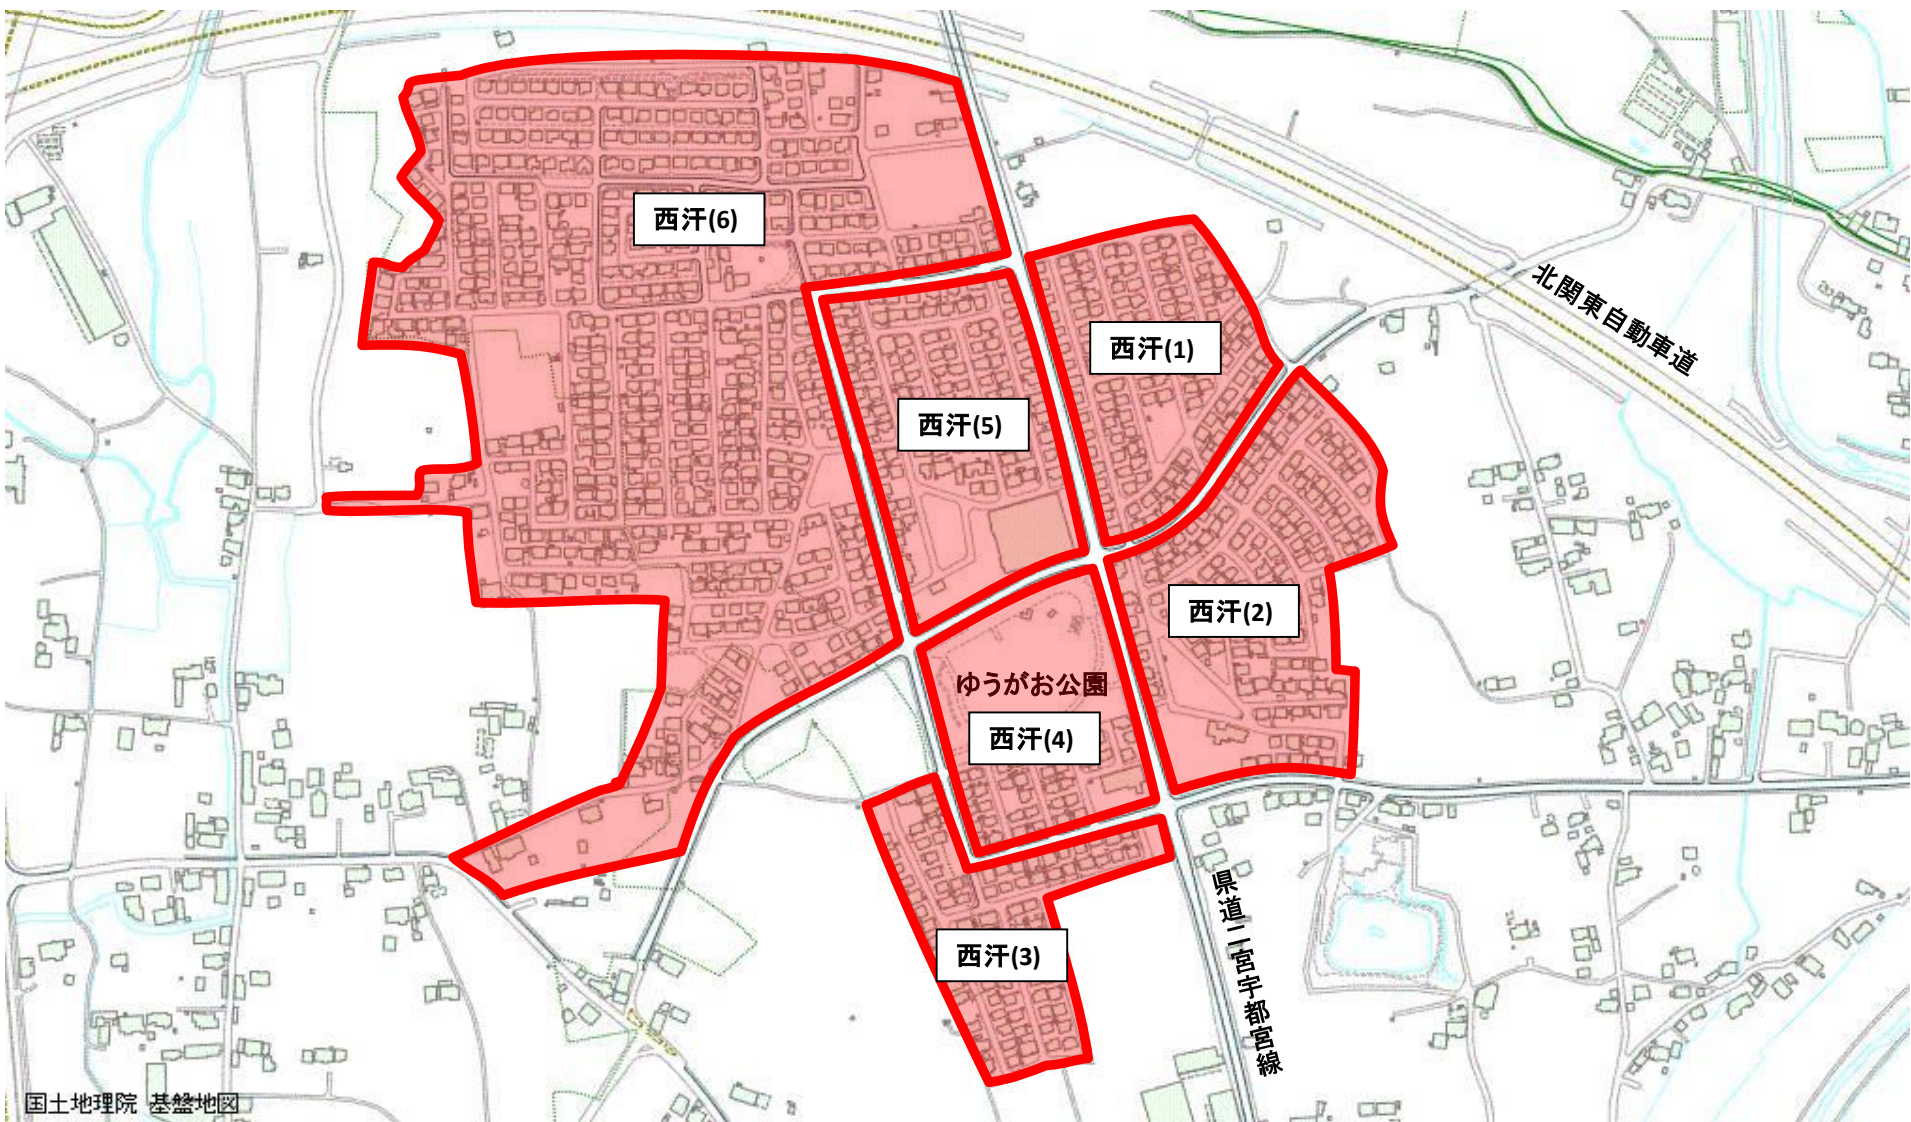 西汗(6)
西汗(1)
北関東自動車道
西汗(5)
西汗(2)
ゆうがお公園
西汗(4)
県道二宮宇都宮線
西汗(3)
国土地理院 基盤地図